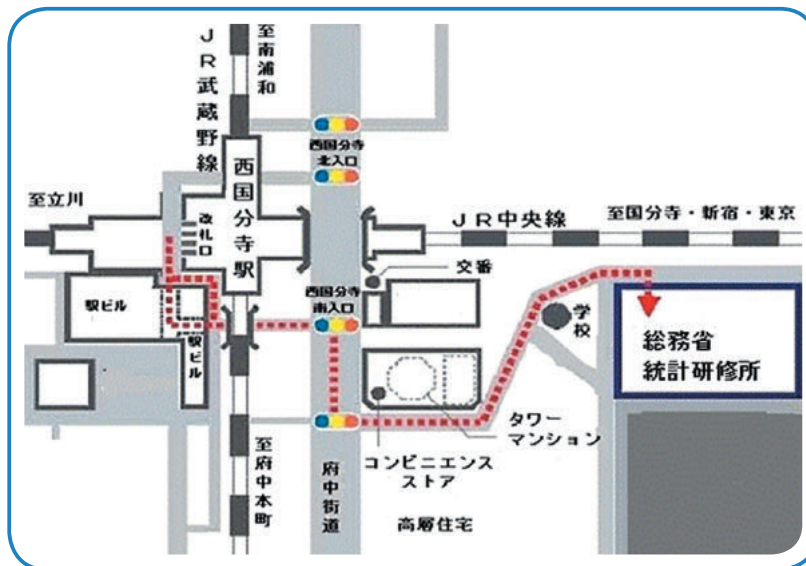 至南浦和
JR武蔵野線
西国分寺
北入口
西国分寺駅
至立川
改札口
JR中央線
至国分寺・新宿・東京
交番
駅ビル
西国分寺
南入口
学校
総務省
統計研修所
駅ビル
タワー
マンション
コンビニエンス
ストア
至府中本町
府中街道
高層住宅